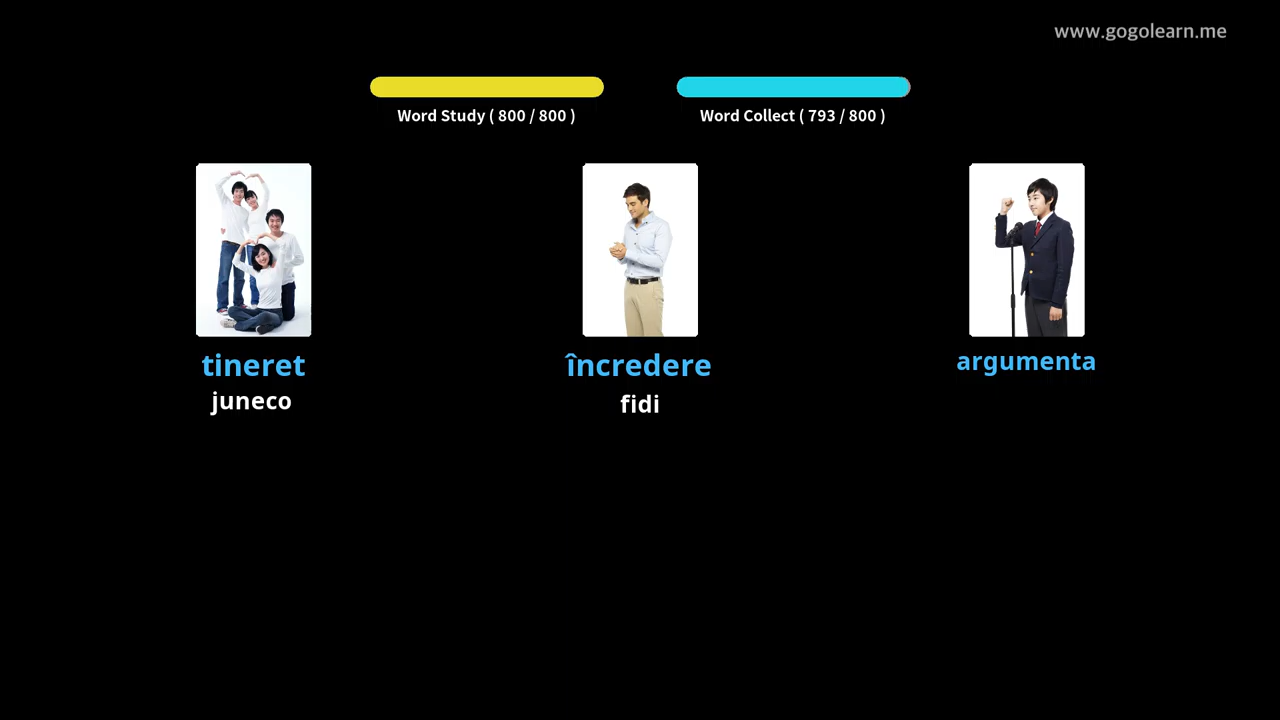 www.gogolearn.me
Word Study ( 800 / 800 )
Word Collect ( 793 / 800 )
tineret
încredere
argumenta
juneco
fidi